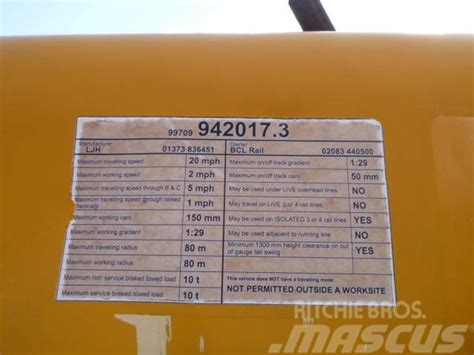 99709 942017.3
Manufacturer
LJH 01373 836451
Owner
BCL Rail 02083 440500
Maximum travelling speed 20 mph
Maximum working speed 2 mph
Maximum travelling speed through S & C 5 mph
Maximum travelling speed through raised checkrails 1 mph
Maximum working cant 150 mm
Maximum working gradient 1:29
Maximum travelling radius 80 m
Maximum working radius 80 m
Maximum non service braked towed load 10 t
Maximum service braked towed load 10 t
Maximum on/off track gradient 1:29
Maximum on/off track cant 50 mm
May be used under LIVE overhead lines NO
May travel on LIVE 3 or 4 rail lines NO
May be used on ISOLATED 3 or 4 rail lines YES
May be used adjacent to running line NO
Minimum 1300 mm height clearance on out of gauge tail swing YES
This vehicle does NOT have a travelling mode
NOT PERMITTED OUTSIDE A WORKSITE
RITCHIE BROS.
MASCUS